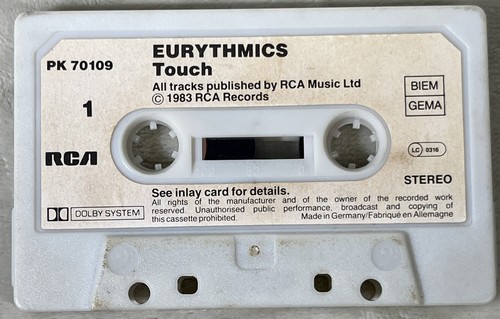 EURYTHMICS
PK 70109
Touch
All tracks published by RCA Music Ltd
© 1983 RCA Records
BIEM
GEMA
1
RCA
LC 0316
STEREO
See inlay card for details.
All rights of the manufacturer and of the owner of the recorded work
reserved. Unauthorised public performance, broadcast and copying of
this cassette prohibited.
Made in Germany/Fabriqué en Allemagne
DOLBY SYSTEM